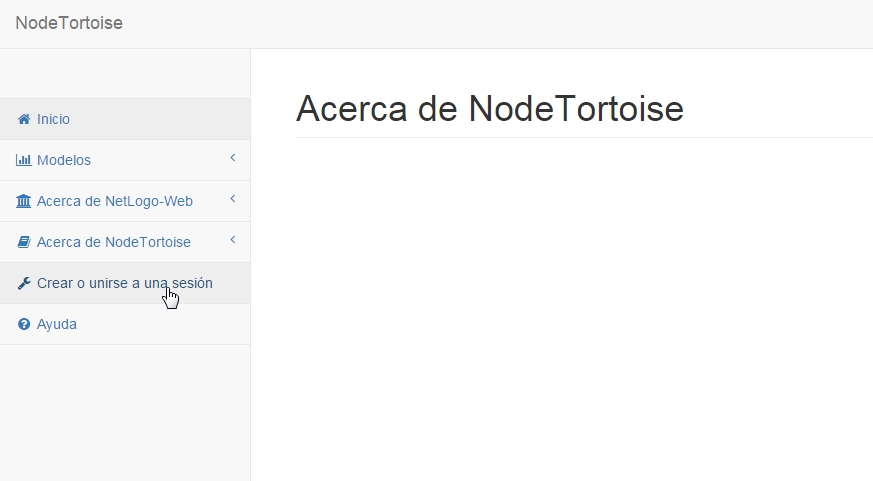 NodeTortoise
Inicio
Modelos
Acerca de NetLogo-Web
Acerca de NodeTortoise
Crear o unirse a una sesión
Ayuda
Acerca de NodeTortoise